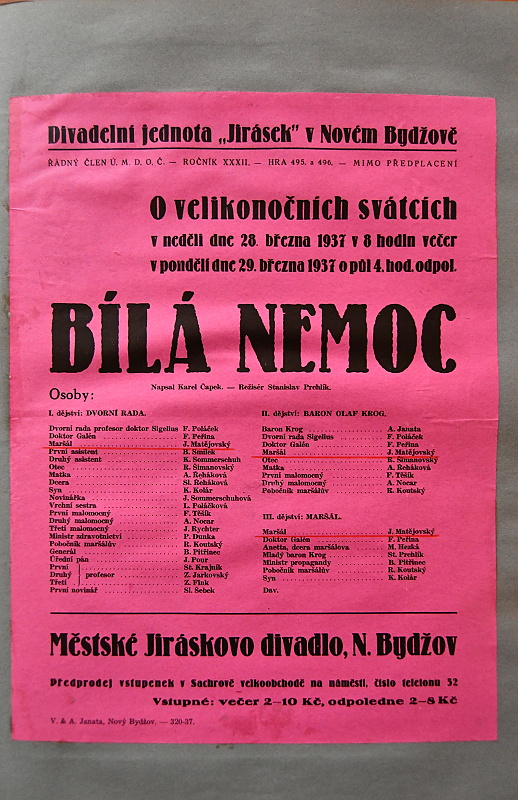 Divadelní jednota „Jirásek" v Novém Bydžově
ŘÁDNÝ ČLEN Ú. M. D. O. Č. — ROČNÍK XXXII. — HRA 495. a 496. — MIMO PŘEDPLACENÍ
O velikonočních svátcích
v neděli dne 28. března 1937 v 8 hodin večer
v pondělí dne 29. března 1937 o půl 4. hod. odpol.
BÍLÁ NEMOC
Napsal Karel Čapek. — Režisér Stanislav Prchlík.
Osoby:
I. dějství: DVORNÍ RADA.
Dvorní rada profesor doktor Sigelius F. Poláček
Doktor Galén F. Peřina
Maršál J. Matějovský
První asistent B. Smilek
Druhý asistent K. Sommerschuh
Otec R. Šimanovský
Matka A. Řeháková
Dcera Sl. Řeháková
Syn K. Kolár
Novinářka J. Sommerschuhová
Vrchní sestra L. Poláčková
První malomocný F. Těšík
Druhý malomocný A. Nocar
Třetí malomocný J. Rychter
Ministr zdravotnictví P. Dunka
Pobočník maršálův R. Koutský
Generál B. Pitřinec
Úřední pán J. Pour
První St. Krajník
Druhý profesor Z. Jarkovský
Třetí Z. Fink
První novinář Sl. Šebek
II. dějství: BARON OLAF KROG.
Baron Krog A. Janata
Dvorní rada Sigelius F. Poláček
Doktor Galén F. Peřina
Maršál J. Matějovský
Otec R. Šimanovský
Matka A. Řeháková
První malomocný F. Těšík
Druhý malomocný A. Nocar
Pobočník maršálův R. Koutský
III. dějství: MARŠÁL.
Maršál J. Matějovský
Doktor Galén F. Peřina
Anetta, dcera maršálova M. Hezká
Mladý baron Krog St. Prchlík
Ministr propagandy B. Pitřinec
Pobočník maršálův R. Koutský
Syn K. Kolár
Dav.
Městské Jiráskovo divadlo, N. Bydžov
Předprodej vstupenek v Sachrově velkoobchodě na náměstí, číslo telefonu 32
Vstupné: večer 2–10 Kč, odpoledne 2–8 Kč
V. & A. Janata, Nový Bydžov. — 320-37.